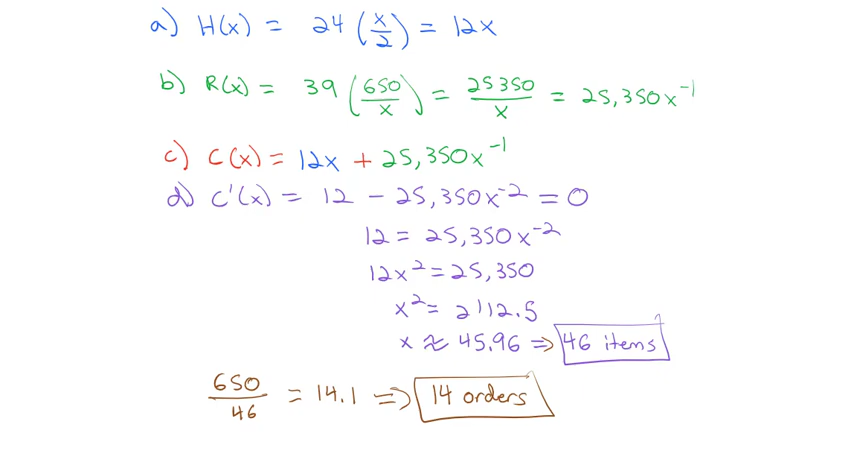 a) H(x) = 24 (x/2) = 12x
b) R(x) = 39 (650/x) = 25350/x = 25,350x⁻¹
c) C(x) = 12x + 25,350x⁻¹
d) C'(x) = 12 - 25,350x⁻² = 0
12 = 25,350x⁻²
12x² = 25,350
x² = 2112.5
x ≈ 45.96 ⇒ 46 items
650/46 = 14.1 ⇒ 14 orders